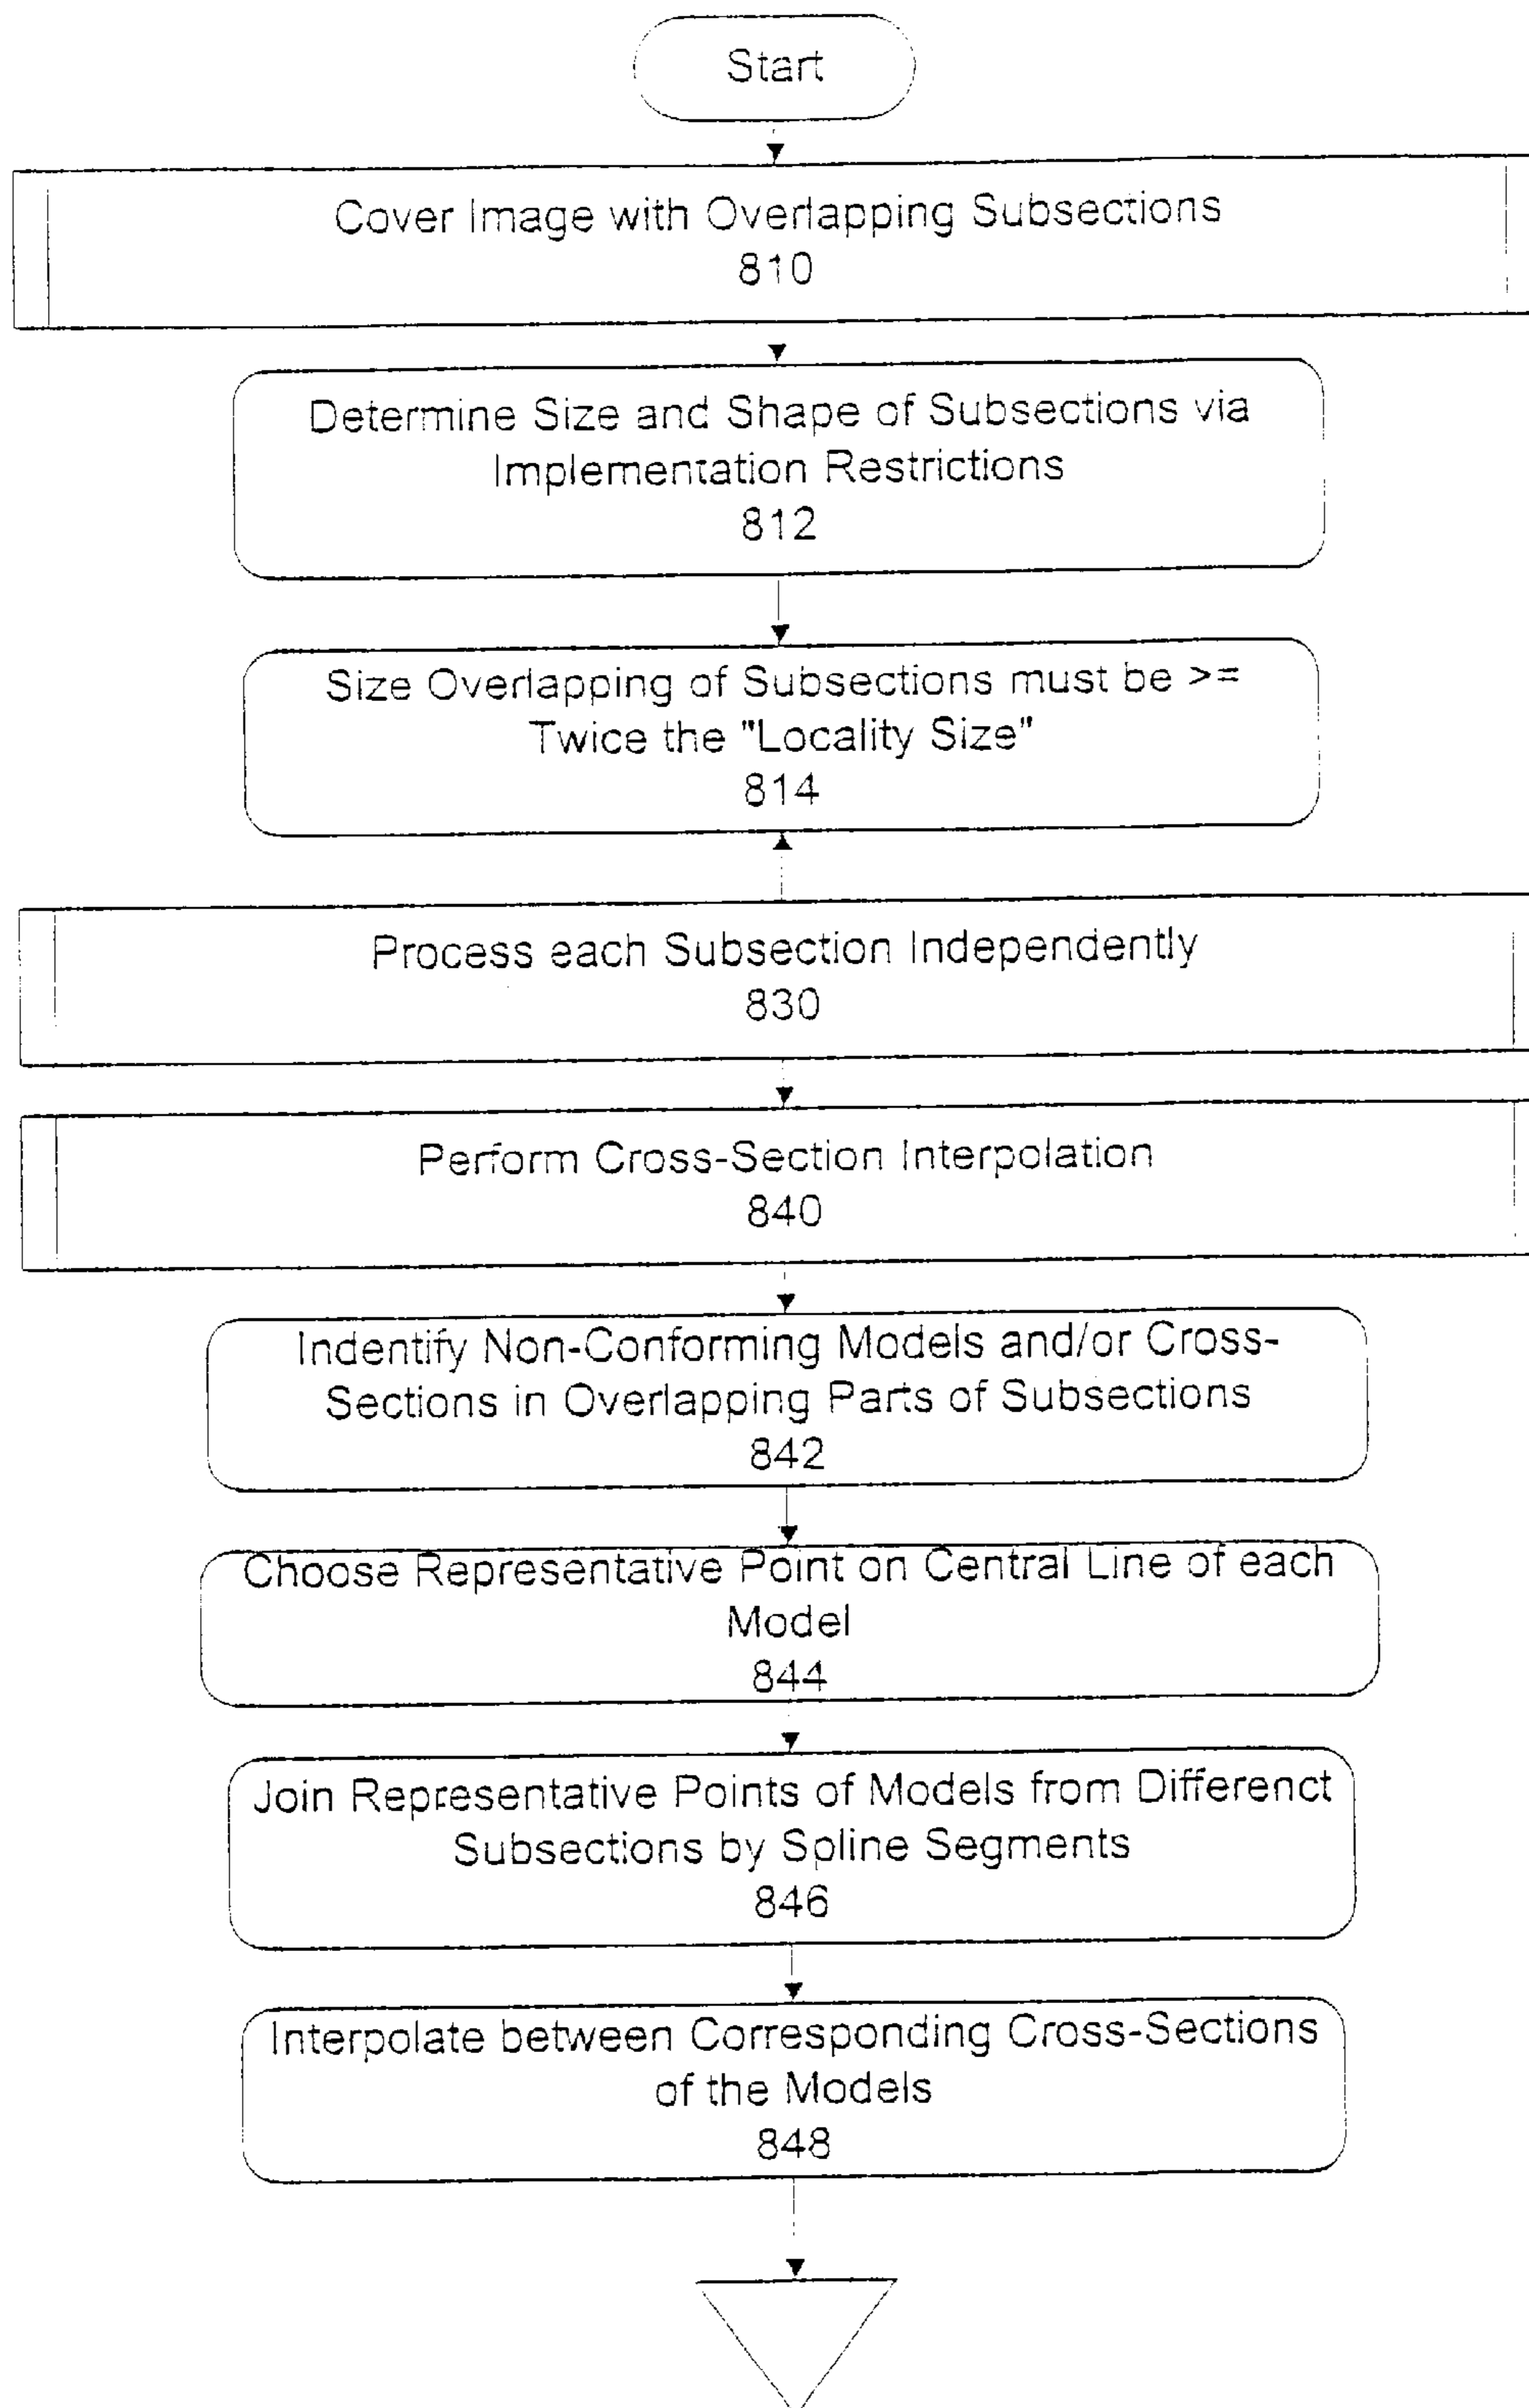 Start
Cover Image with Overlapping Subsections
810
Determine Size and Shape of Subsections via
Implementation Restrictions
812
Size Overlapping of Subsections must be >=
Twice the "Locality Size"
814
Process each Subsection Independently
830
Perform Cross-Section Interpolation
840
Indentify Non-Conforming Models and/or Cross-
Sections in Overlapping Parts of Subsections
842
Choose Representative Point on Central Line of each
Model
844
Join Representative Points of Models from Differenct
Subsections by Spline Segments
846
Interpolate between Corresponding Cross-Sections
of the Models
848